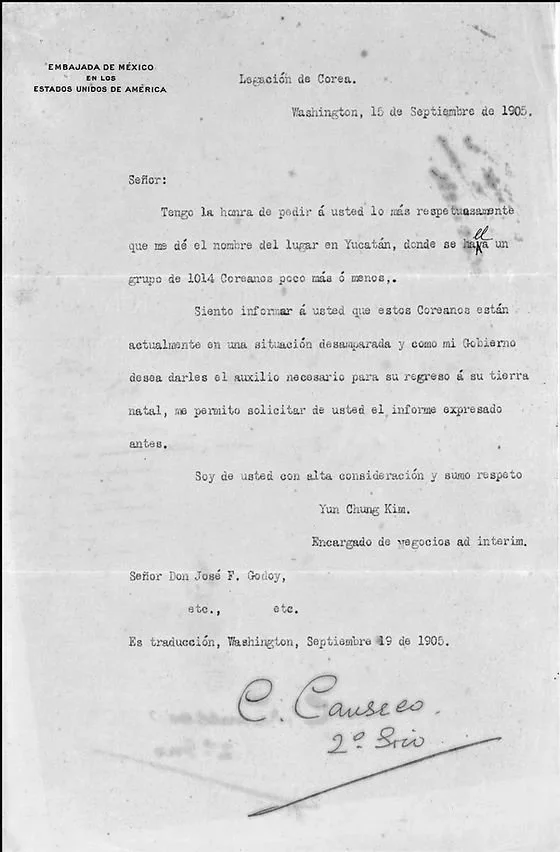 EMBAJADA DE MÉXICO
EN LOS
ESTADOS UNIDOS DE AMÉRICA
Legación de Corea.
Washington, 15 de Septiembre de 1905.
Señor:
Tengo la honra de pedir á usted lo más respetuosamente
que me dé el nombre del lugar en Yucatán, donde se halla un
grupo de 1014 Coreanos poco más ó menos,.
Siento informar á usted que estos Coreanos están
actualmente en una situación desamparada y como mi Gobierno
desea darles el auxilio necesario para su regreso á su tierra
natal, me permito solicitar de usted el informe expresado
antes.
Soy de usted con alta consideración y sumo respeto
Yun Chung Kim.
Encargado de negocios ad interim.
Señor Don José F. Godoy,
etc., etc.
Es traducción, Washington, Septiembre 19 de 1905.
C. Causeco.
2º Srio